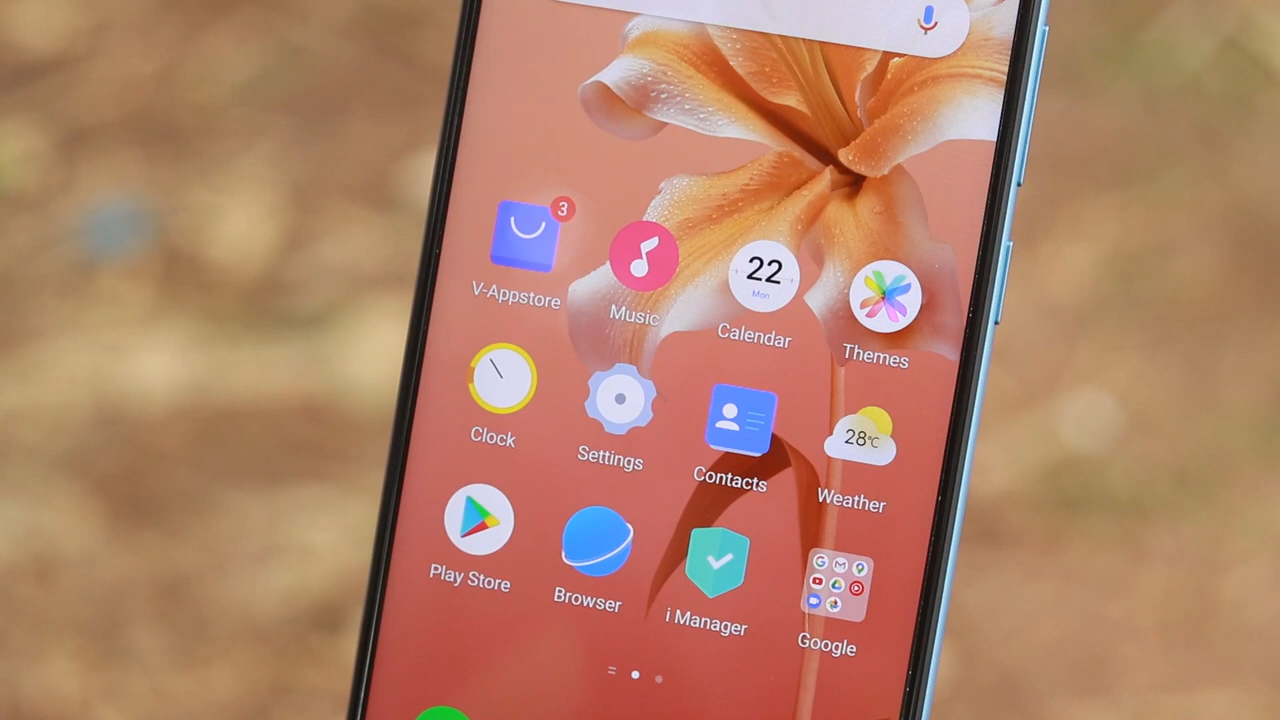 3
V-Appstore
Music
22
Mon
Calendar
Themes
Clock
Settings
Contacts
28°C
Weather
Play Store
Browser
i Manager
G
Google